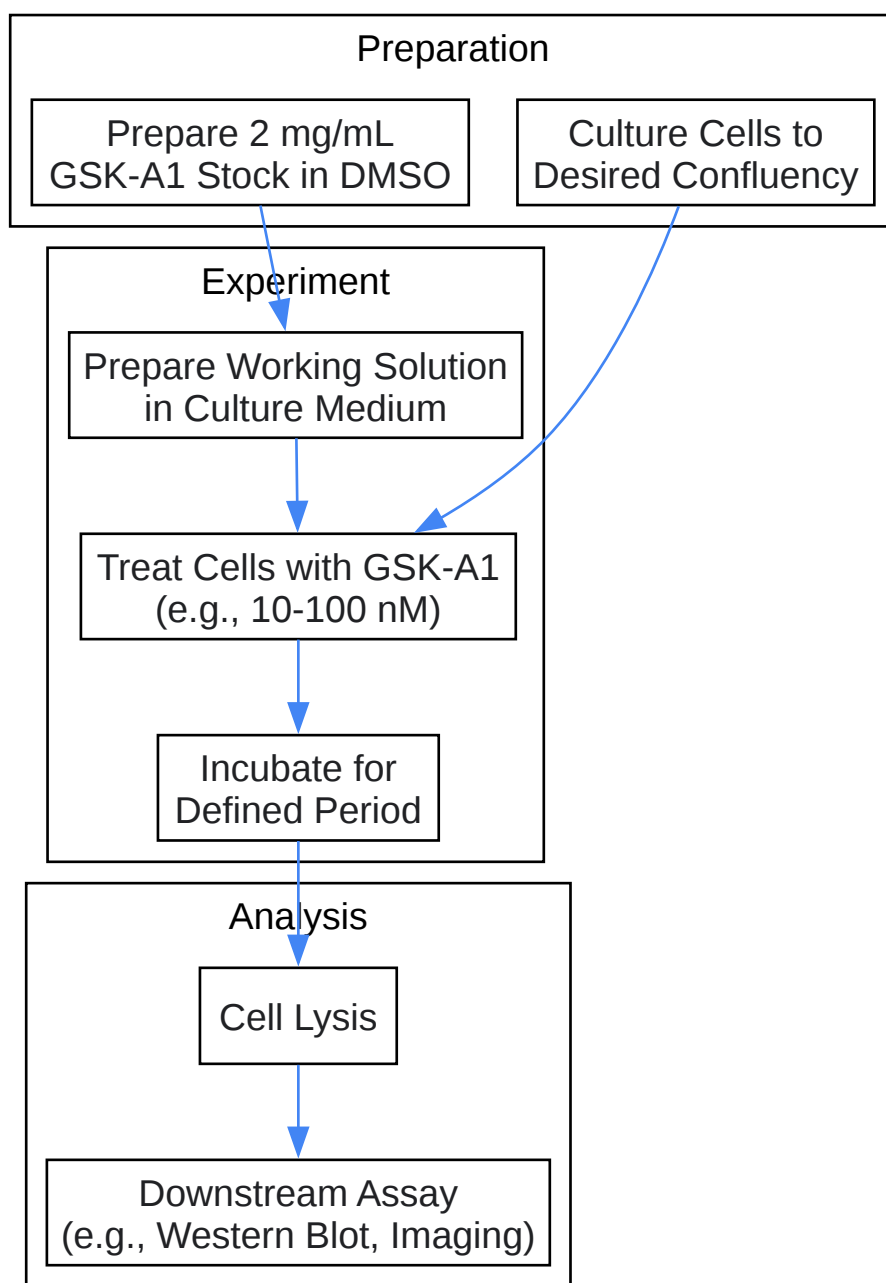 Preparation
Prepare 2 mg/mL
GSK-A1 Stock in DMSO
Culture Cells to
Desired Confluency
Experiment
Prepare Working Solution
in Culture Medium
Treat Cells with GSK-A1
(e.g., 10-100 nM)
Incubate for
Defined Period
Analysis
Cell Lysis
Downstream Assay
(e.g., Western Blot, Imaging)